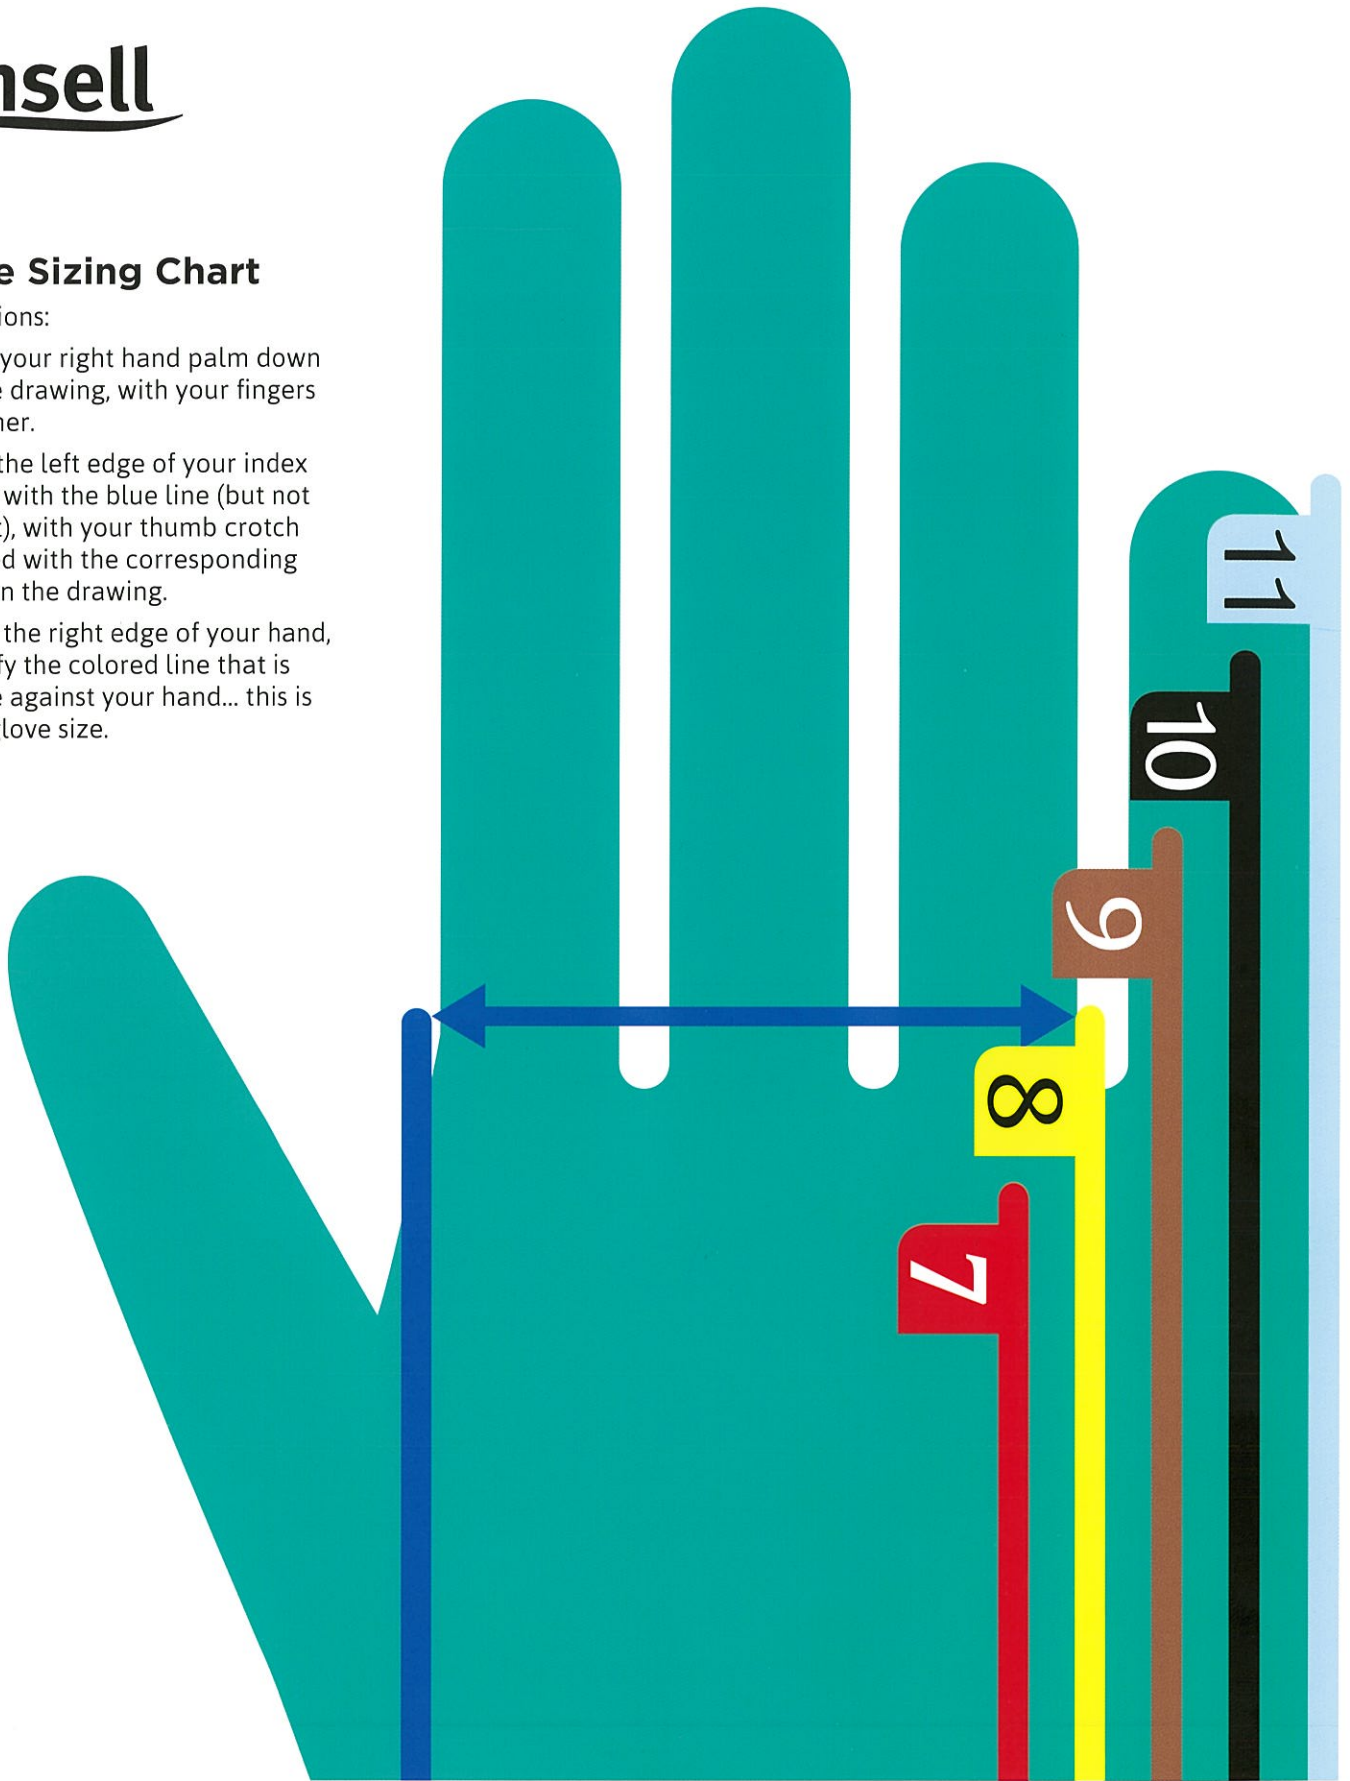 nsell
e Sizing Chart
ions:
your right hand palm down
e drawing, with your fingers
ner.
the left edge of your index
with the blue line (but not
t), with your thumb crotch
d with the corresponding
n the drawing.
the right edge of your hand,
fy the colored line that is
e against your hand... this is
love size.
11
10
9
8
7